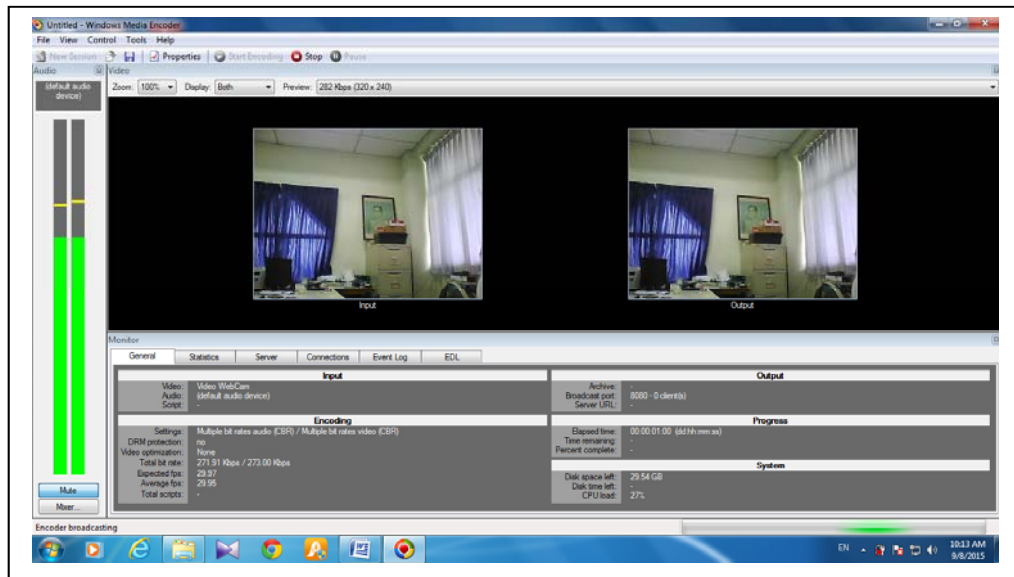 Untitled - Windows Media Encoder
File View Control Tools Help
New Session Properties Start Encoding Stop Pause
Audio Video
(default audio device)
Zoom: 100% Display: Both Preview: 282 Kbps (320 x 240)
Input Output
Mute
Mixer...
Monitor
General Statistics Server Connections Event Log EDL
Input
Video: Video WebCam
Audio: (default audio device)
Script: -
Encoding
Settings: Multiple bit rates audio (CBR) / Multiple bit rates video (CBR)
DRM protection: no
Video optimization: None
Total bit rate: 271.91 Kbps / 273.00 Kbps
Expected fps: 29.97
Average fps: 29.95
Total scripts: -
Output
Archive: -
Broadcast port: 8080 - 0 client(s)
Server URL: -
Progress
Elapsed time: 00:00:01:00 (dd:hh:mm:ss)
Time remaining: -
Percent complete: -
System
Disk space left: 29.54 GB
Disk time left: -
CPU load: 27%
Encoder broadcasting
EN 10:13 AM
9/8/2015